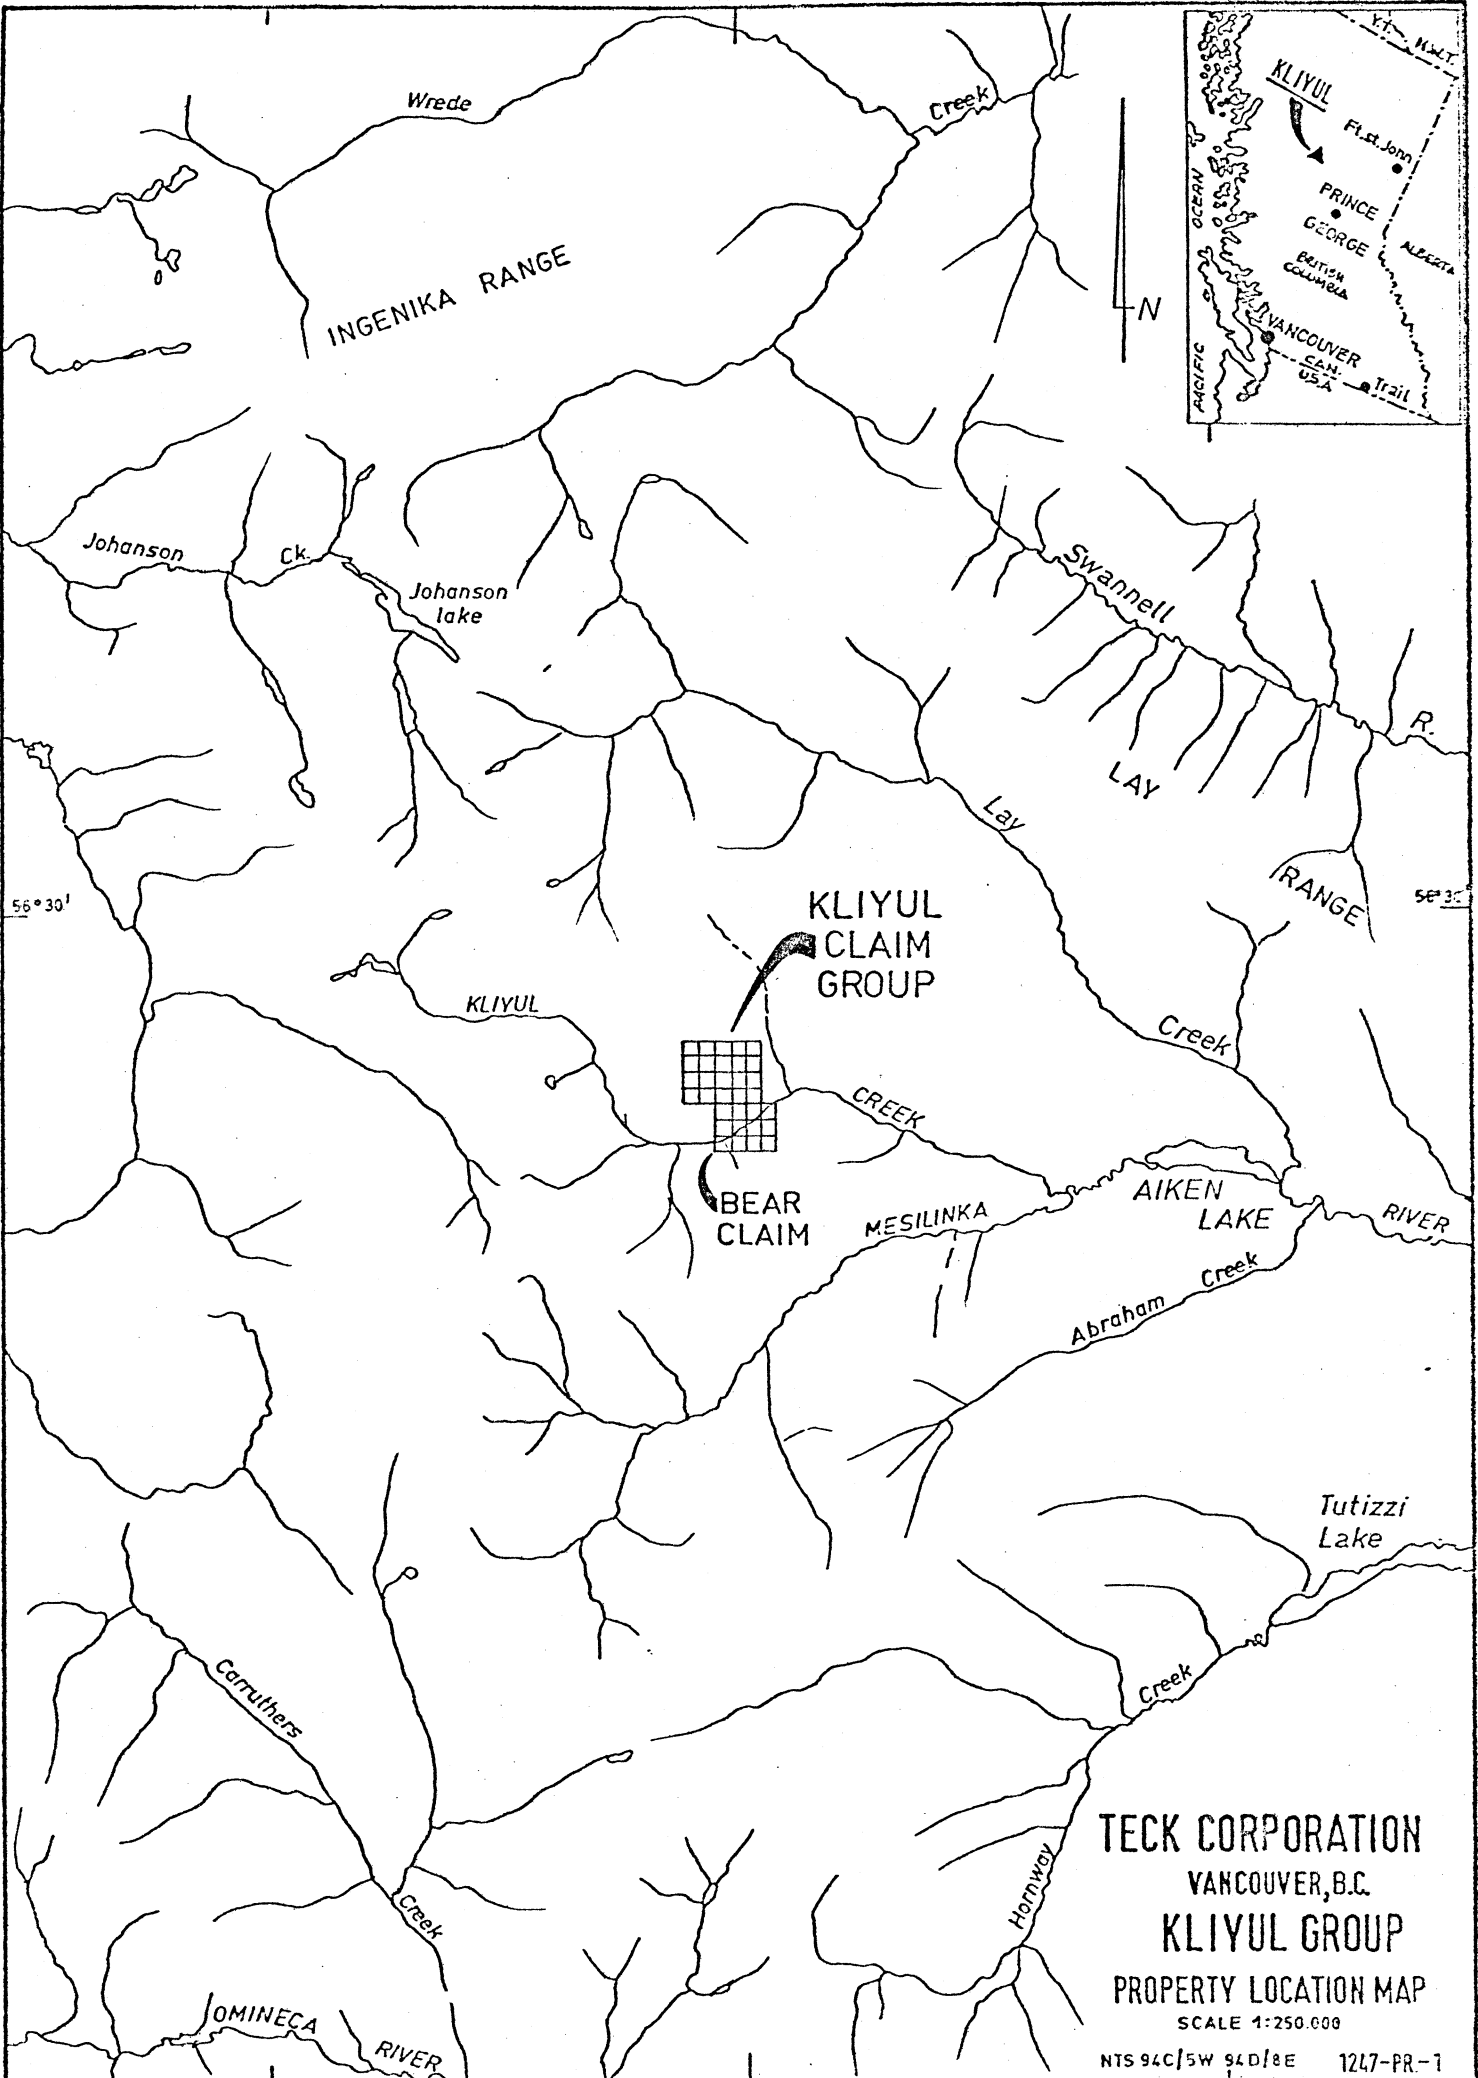 Wrede
Creek
INGENIKA RANGE
N
Y.T.
N.W.T.
KLIYUL
Ft. St. John
PRINCE
GEORGE
ALBERTA
BRITISH
COLUMBIA
PACIFIC OCEAN
VANCOUVER
CAN.
U.S.A
Trail
Johanson Ck.
Johanson
lake
Swannell R.
LAY
RANGE
Lay
Creek
56°30'
KLIYUL
CLAIM
GROUP
KLIYUL
CREEK
BEAR
CLAIM
MESILINKA
AIKEN
LAKE
RIVER
Abraham Creek
Tutizzi
Lake
Carruthers
Creek
Creek
Hornway
OMINECA
RIVER
TECK CORPORATION
VANCOUVER, B.C.
KLIYUL GROUP
PROPERTY LOCATION MAP
SCALE 1:250.000
NTS 94C/5W 94D/8E 1247-PR.-1